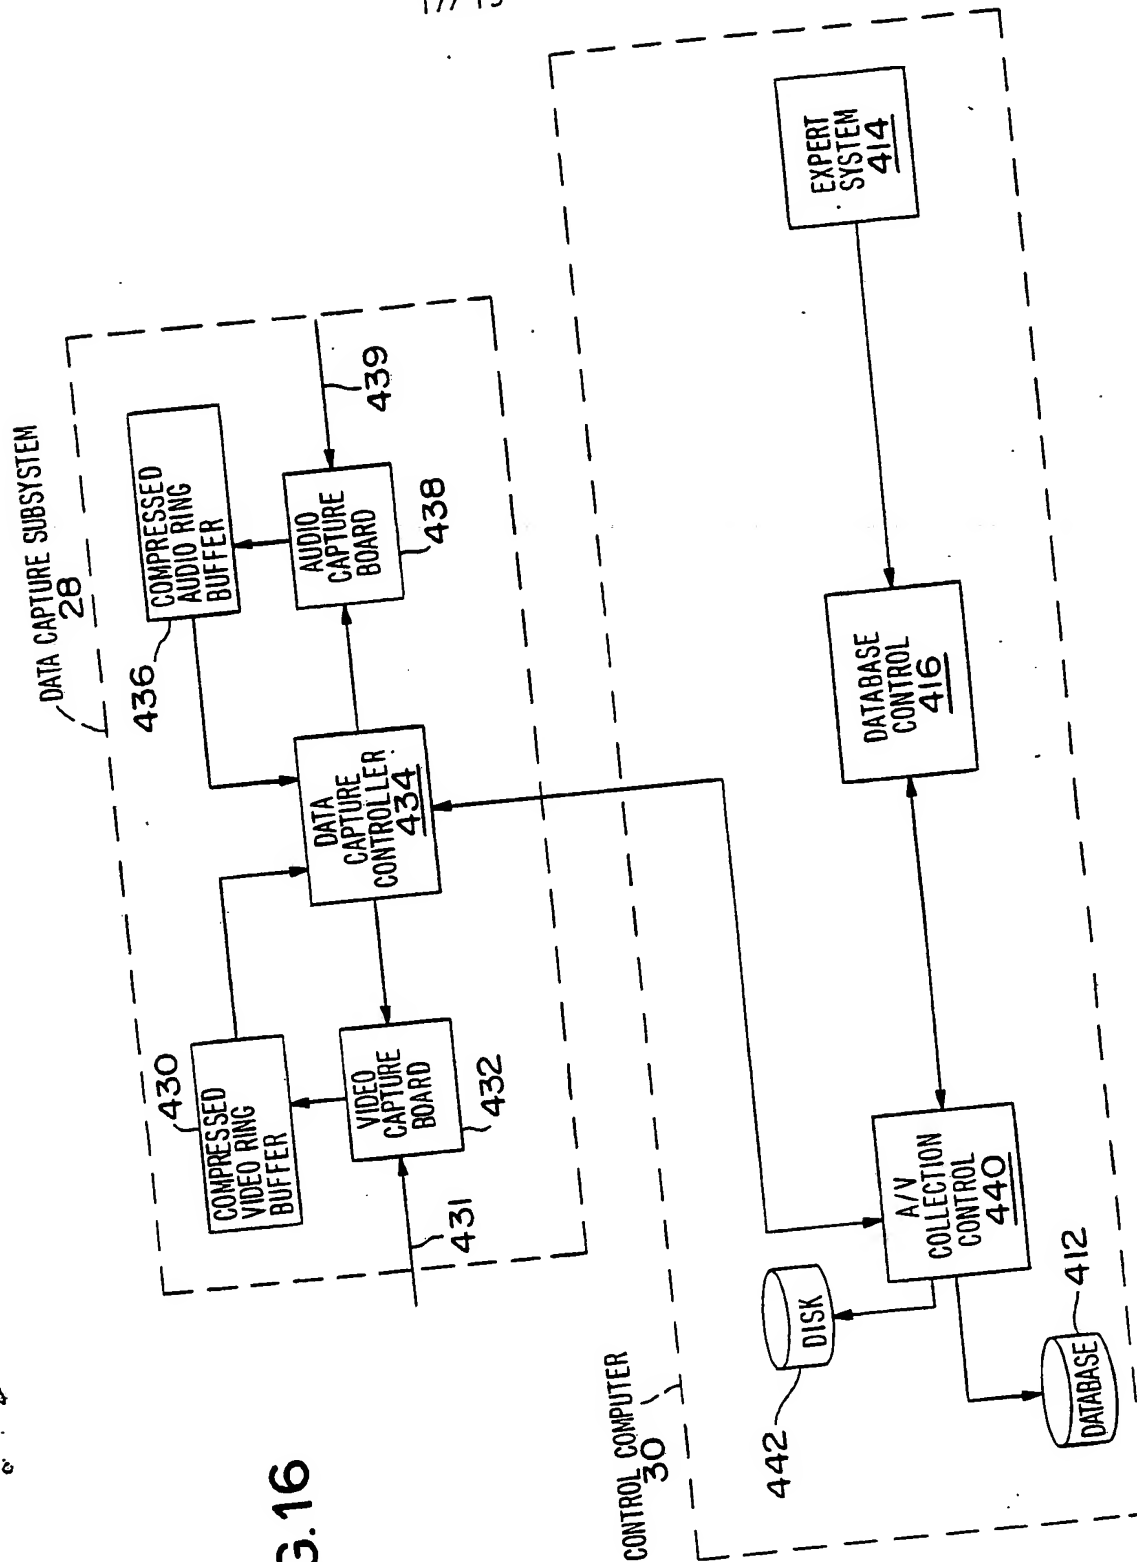 DATA CAPTURE SUBSYSTEM
28
COMPRESSED
VIDEO RING
BUFFER
430
VIDEO
CAPTURE
BOARD
432
431
DATA
CAPTURE
CONTROLLER
434
COMPRESSED
AUDIO RING
BUFFER
436
AUDIO
CAPTURE
BOARD
438
439
CONTROL COMPUTER
30
DISK
442
DATABASE
412
A/V
COLLECTION
CONTROL
440
DATABASE
CONTROL
416
EXPERT
SYSTEM
414
G.16